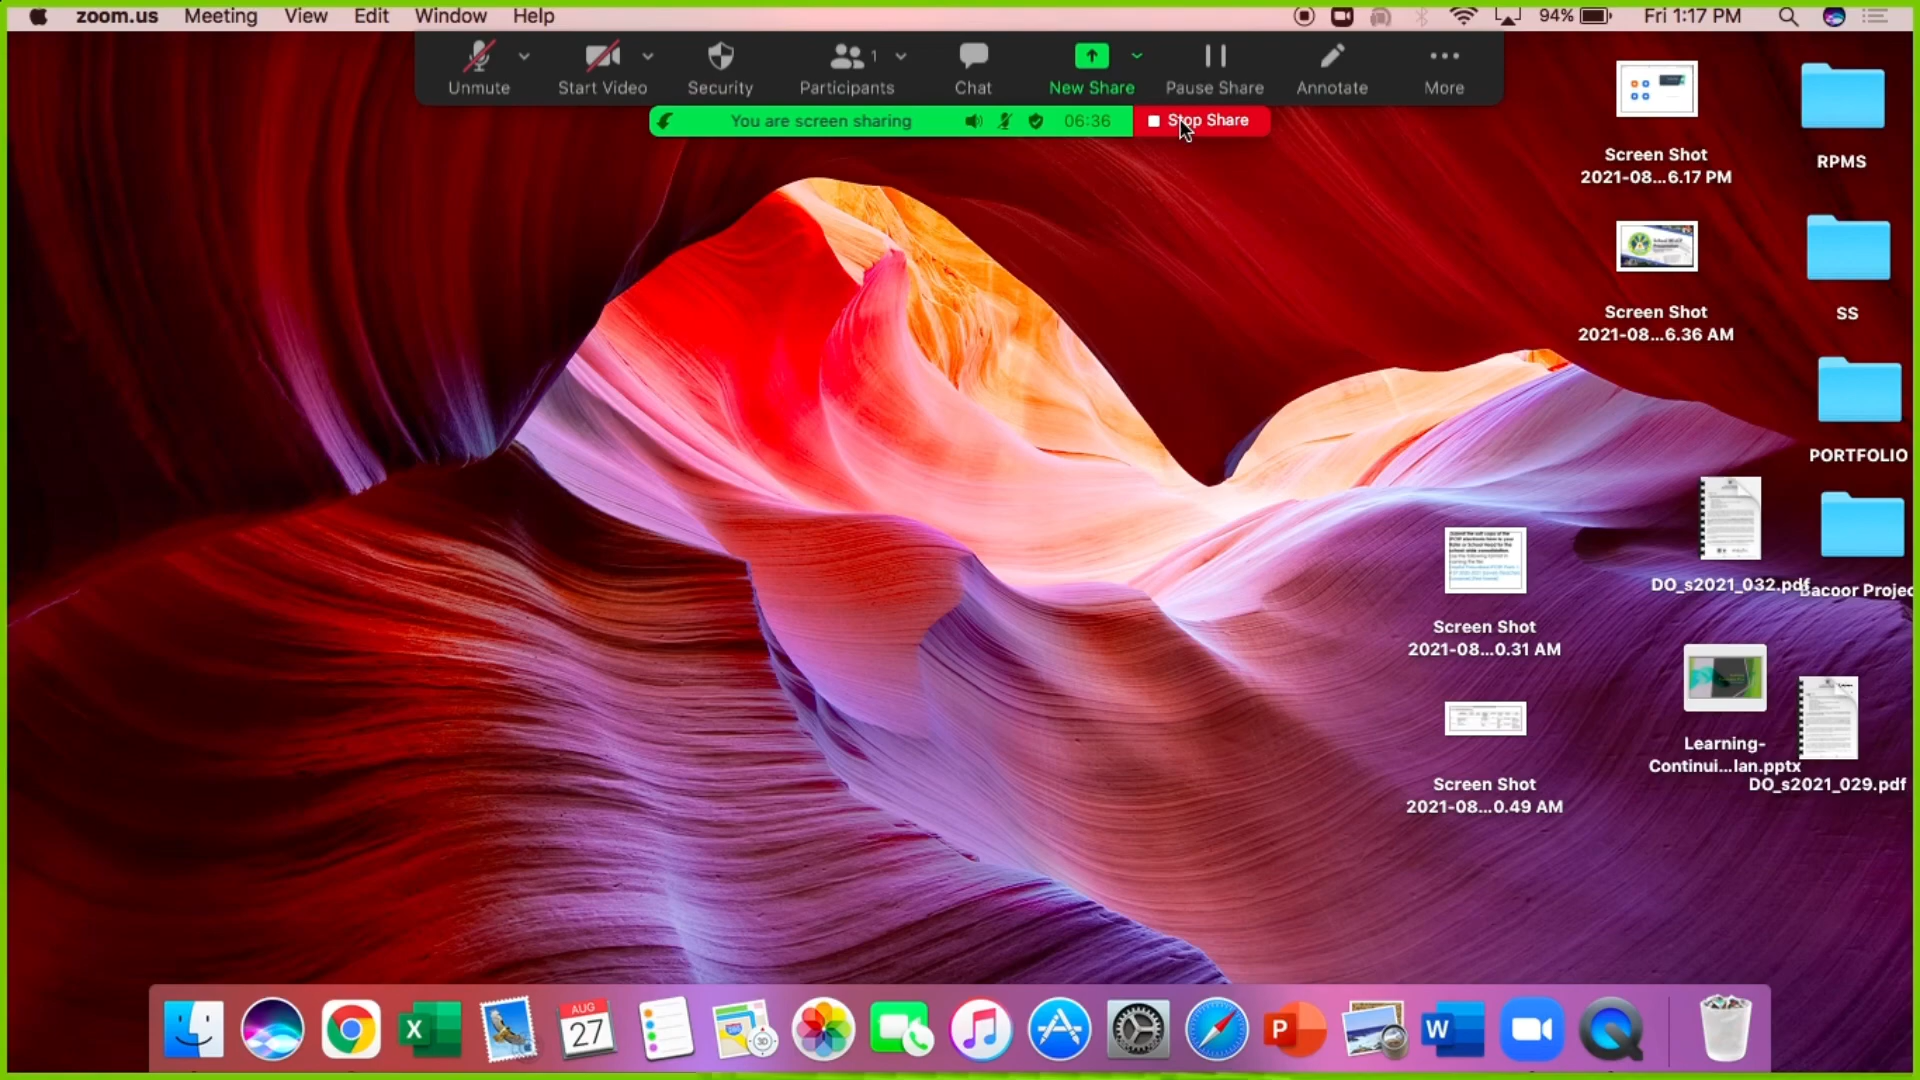 zoom.us Meeting View Edit Window Help 94% Fri 1:17 PM
Unmute Start Video Security Participants 1 Chat New Share Pause Share Annotate More
You are screen sharing 06:36 Stop Share
Screen Shot
2021-08...6.17 PM
RPMS
Screen Shot
2021-08...6.36 AM
SS
PORTFOLIO
DO_s2021_032.pdf
Bacoor Projec
Screen Shot
2021-08...0.31 AM
Learning-
Continui...lan.pptx
DO_s2021_029.pdf
Screen Shot
2021-08...0.49 AM
X
AUG
27
280
3D
P
W